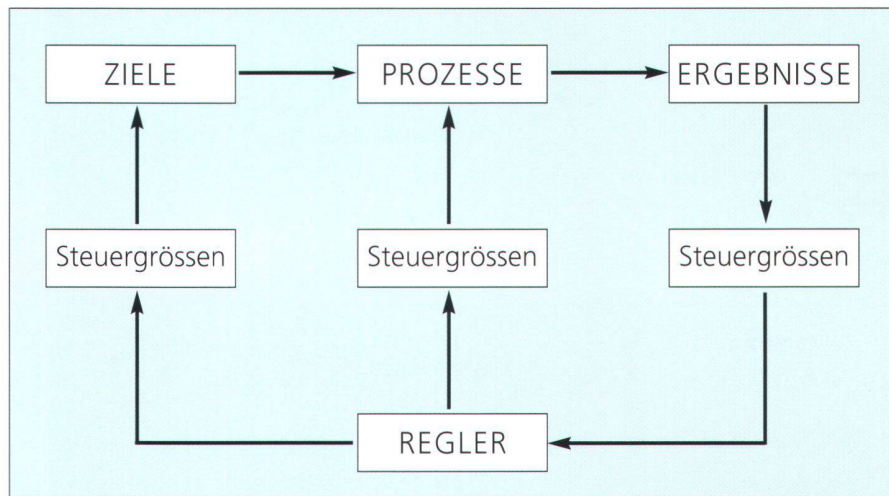 ZIELE
PROZESSE
ERGEBNISSE
Steuergrössen
Steuergrössen
Steuergrössen
REGLER